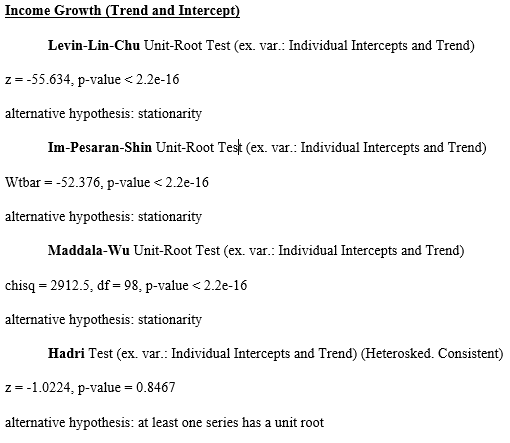 Income Growth (Trend and Intercept)
Levin-Lin-Chu Unit-Root Test (ex. var.: Individual Intercepts and Trend)
z = -55.634, p-value < 2.2e-16
alternative hypothesis: stationarity
Im-Pesaran-Shin Unit-Root Test (ex. var.: Individual Intercepts and Trend)
Wtbar = -52.376, p-value < 2.2e-16
alternative hypothesis: stationarity
Maddala-Wu Unit-Root Test (ex. var.: Individual Intercepts and Trend)
chisq = 2912.5, df = 98, p-value < 2.2e-16
alternative hypothesis: stationarity
Hadri Test (ex. var.: Individual Intercepts and Trend) (Heterosked. Consistent)
z = -1.0224, p-value = 0.8467
alternative hypothesis: at least one series has a unit root